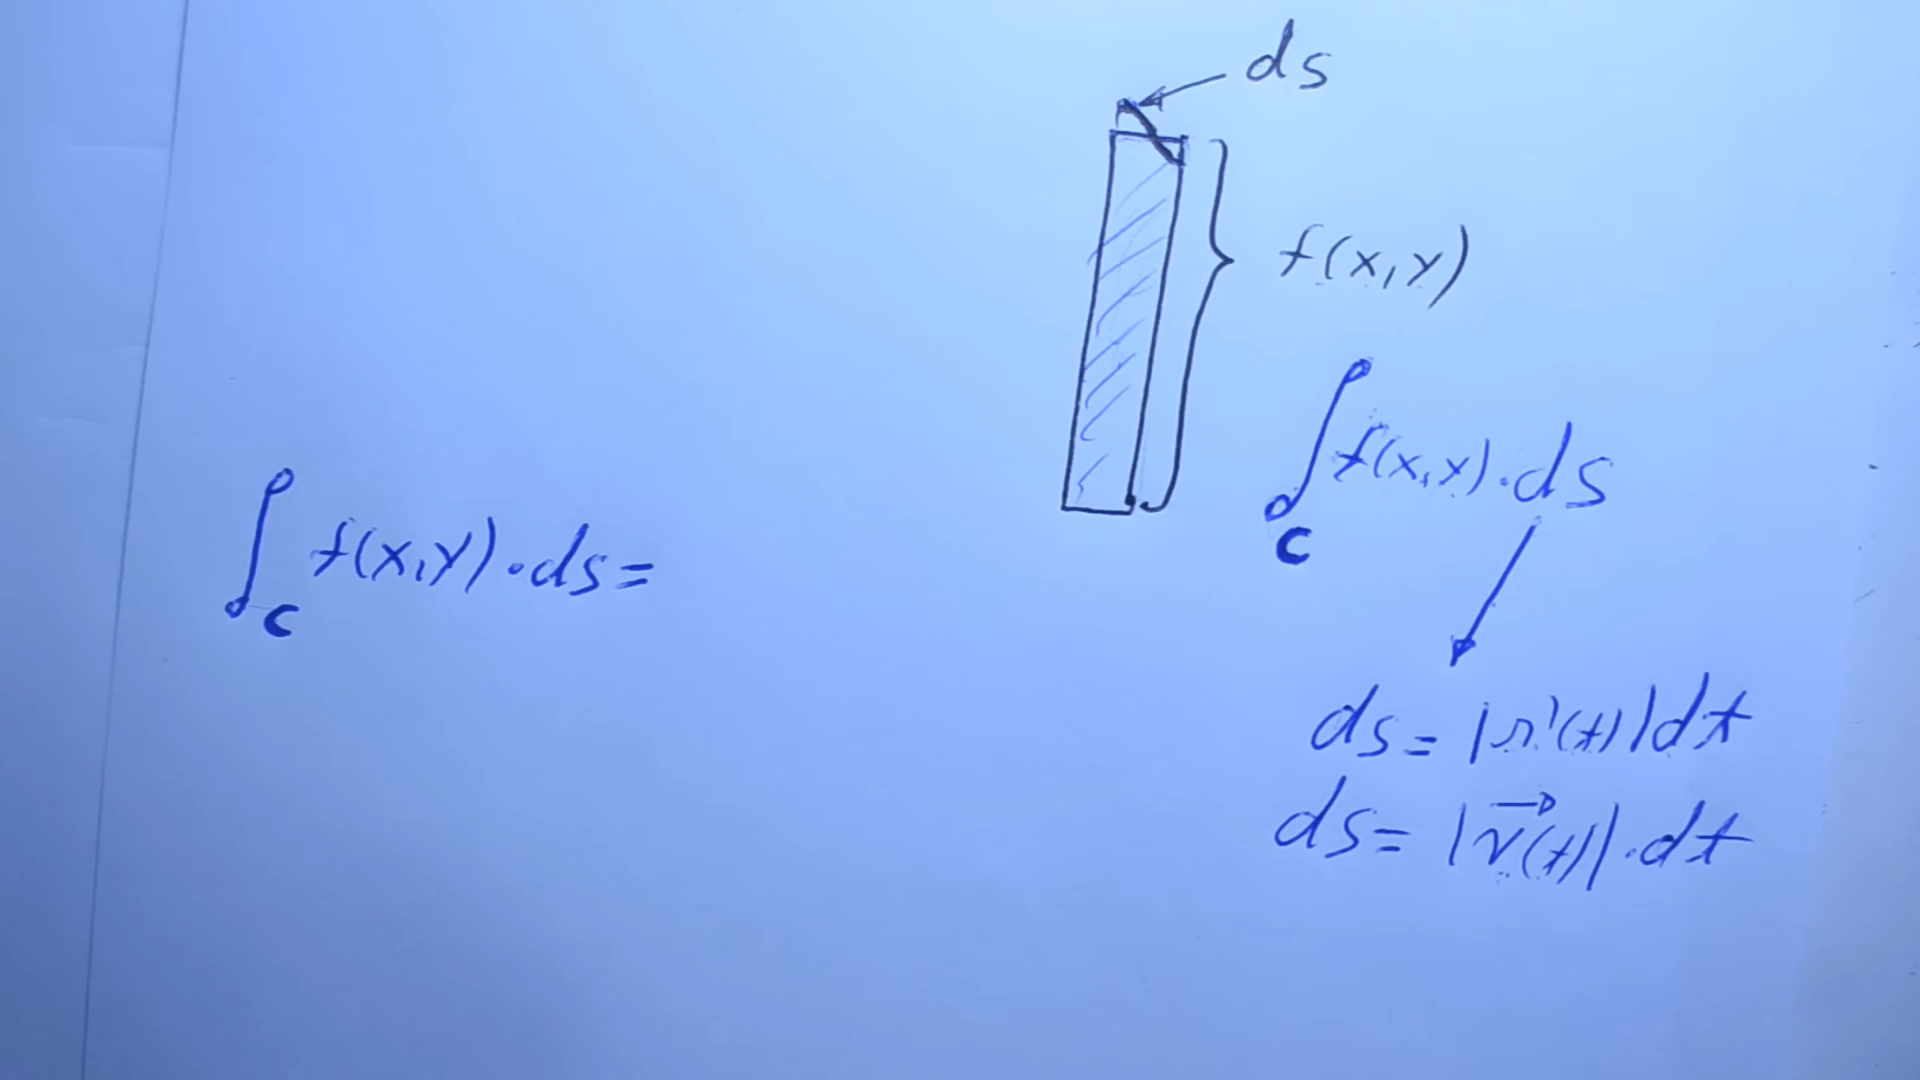 ds
f(x,y)
∫_C f(x,y)·ds
∫_C f(x,y)·ds=
ds=|r'(t)|dt
ds=|v⃗(t)|·dt